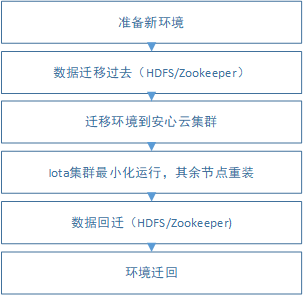 准备新环境
数据迁移过去（HDFS/Zookeeper）
迁移环境到安心云集群
Iota集群最小化运行，其余节点重装
数据回迁（HDFS/Zookeeper)
环境迁回